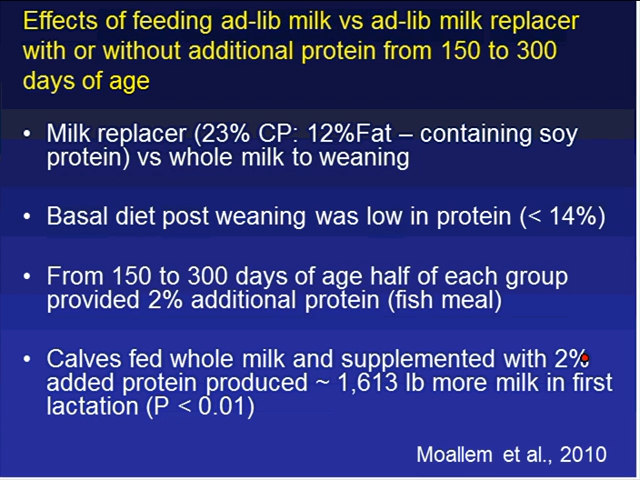 Effects of feeding ad-lib milk vs ad-lib milk replacer
with or without additional protein from 150 to 300
days of age
• Milk replacer (23% CP: 12%Fat – containing soy
protein) vs whole milk to weaning
• Basal diet post weaning was low in protein (< 14%)
• From 150 to 300 days of age half of each group
provided 2% additional protein (fish meal)
• Calves fed whole milk and supplemented with 2%
added protein produced ~ 1,613 lb more milk in first
lactation (P < 0.01)
Moallem et al., 2010